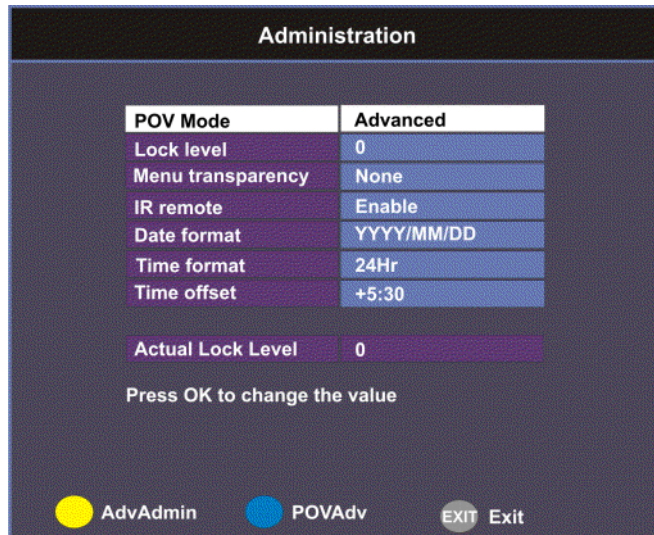 Administration
POV Mode Advanced
Lock level 0
Menu transparency None
IR remote Enable
Date format YYYY/MM/DD
Time format 24Hr
Time offset +5:30
Actual Lock Level 0
Press OK to change the value
AdvAdmin POVAdv EXIT Exit